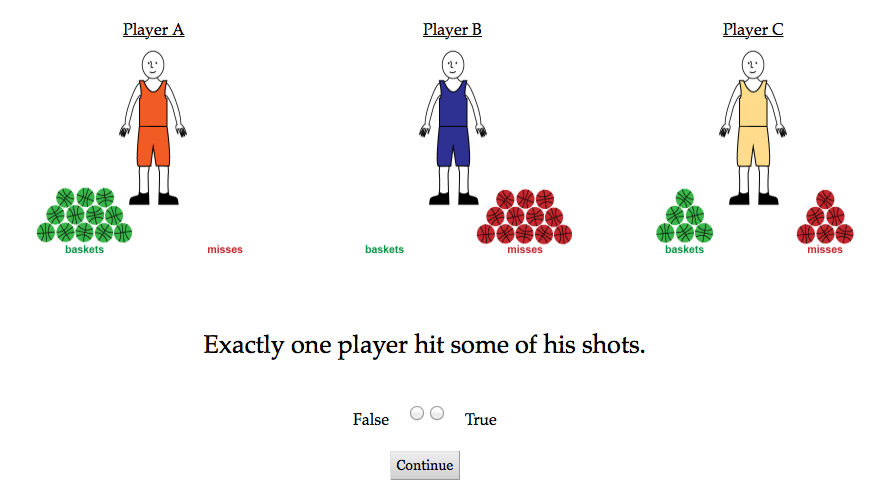 Player A Player B Player C
baskets misses baskets misses baskets misses
Exactly one player hit some of his shots.
False True
Continue